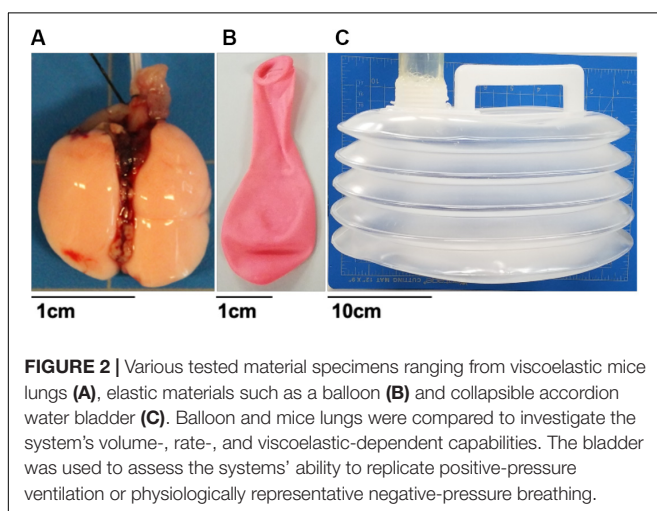 A B C
1cm 1cm 10cm
FIGURE 2 | Various tested material specimens ranging from viscoelastic mice
lungs (A), elastic materials such as a balloon (B) and collapsible accordion
water bladder (C). Balloon and mice lungs were compared to investigate the
system's volume-, rate-, and viscoelastic-dependent capabilities. The bladder
was used to assess the systems' ability to replicate positive-pressure
ventilation or physiologically representative negative-pressure breathing.